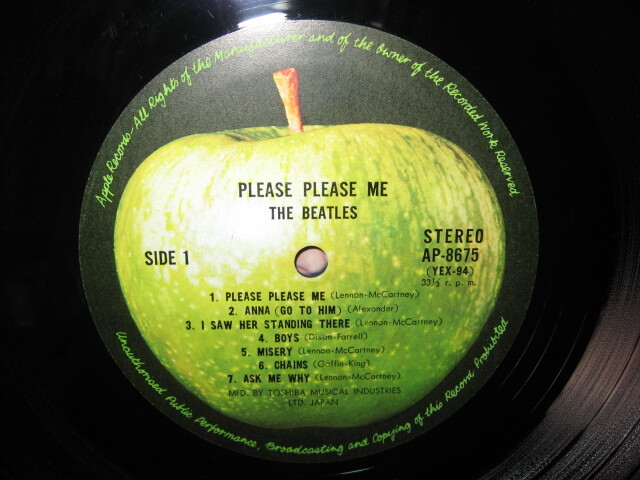 Apple Records-All Rights of the Manufacturer and of the Owner of the Recorded Work Reserved
PLEASE PLEASE ME
THE BEATLES
SIDE 1
STEREO
AP-8675
(YEX-94)
33⅓ r. p. m.
1. PLEASE PLEASE ME (Lennon-McCartney)
2. ANNA (GO TO HIM) (Alexander)
3. I SAW HER STANDING THERE (Lennon-McCartney)
4. BOYS (Dixon-Farrell)
5. MISERY (Lennon-McCartney)
6. CHAINS (Goffin-King)
7. ASK ME WHY (Lennon-McCartney)
MFD. BY TOSHIBA MUSICAL INDUSTRIES
LTD. JAPAN
Unauthorised Public Performance, Broadcasting and Copying of this Record Prohibited